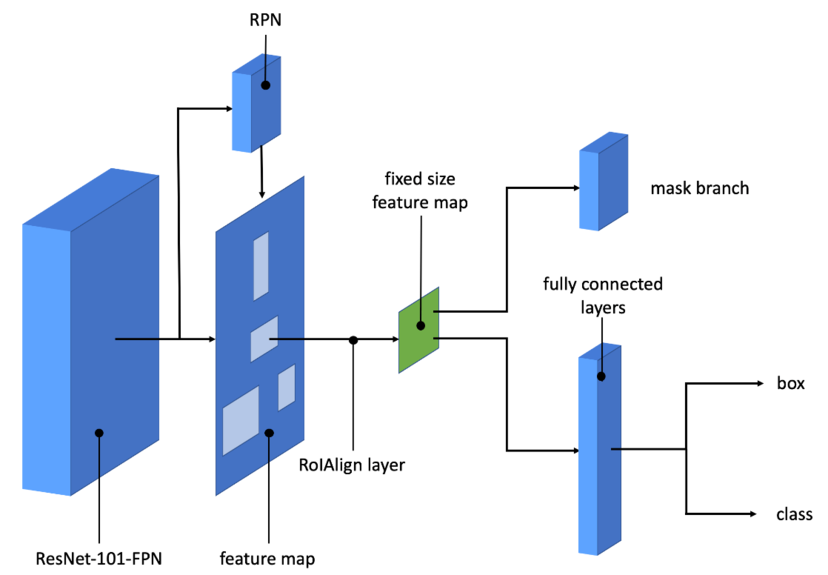 RPN
fixed size
feature map
mask branch
fully connected
layers
box
RoIAlign layer
class
ResNet-101-FPN
feature map